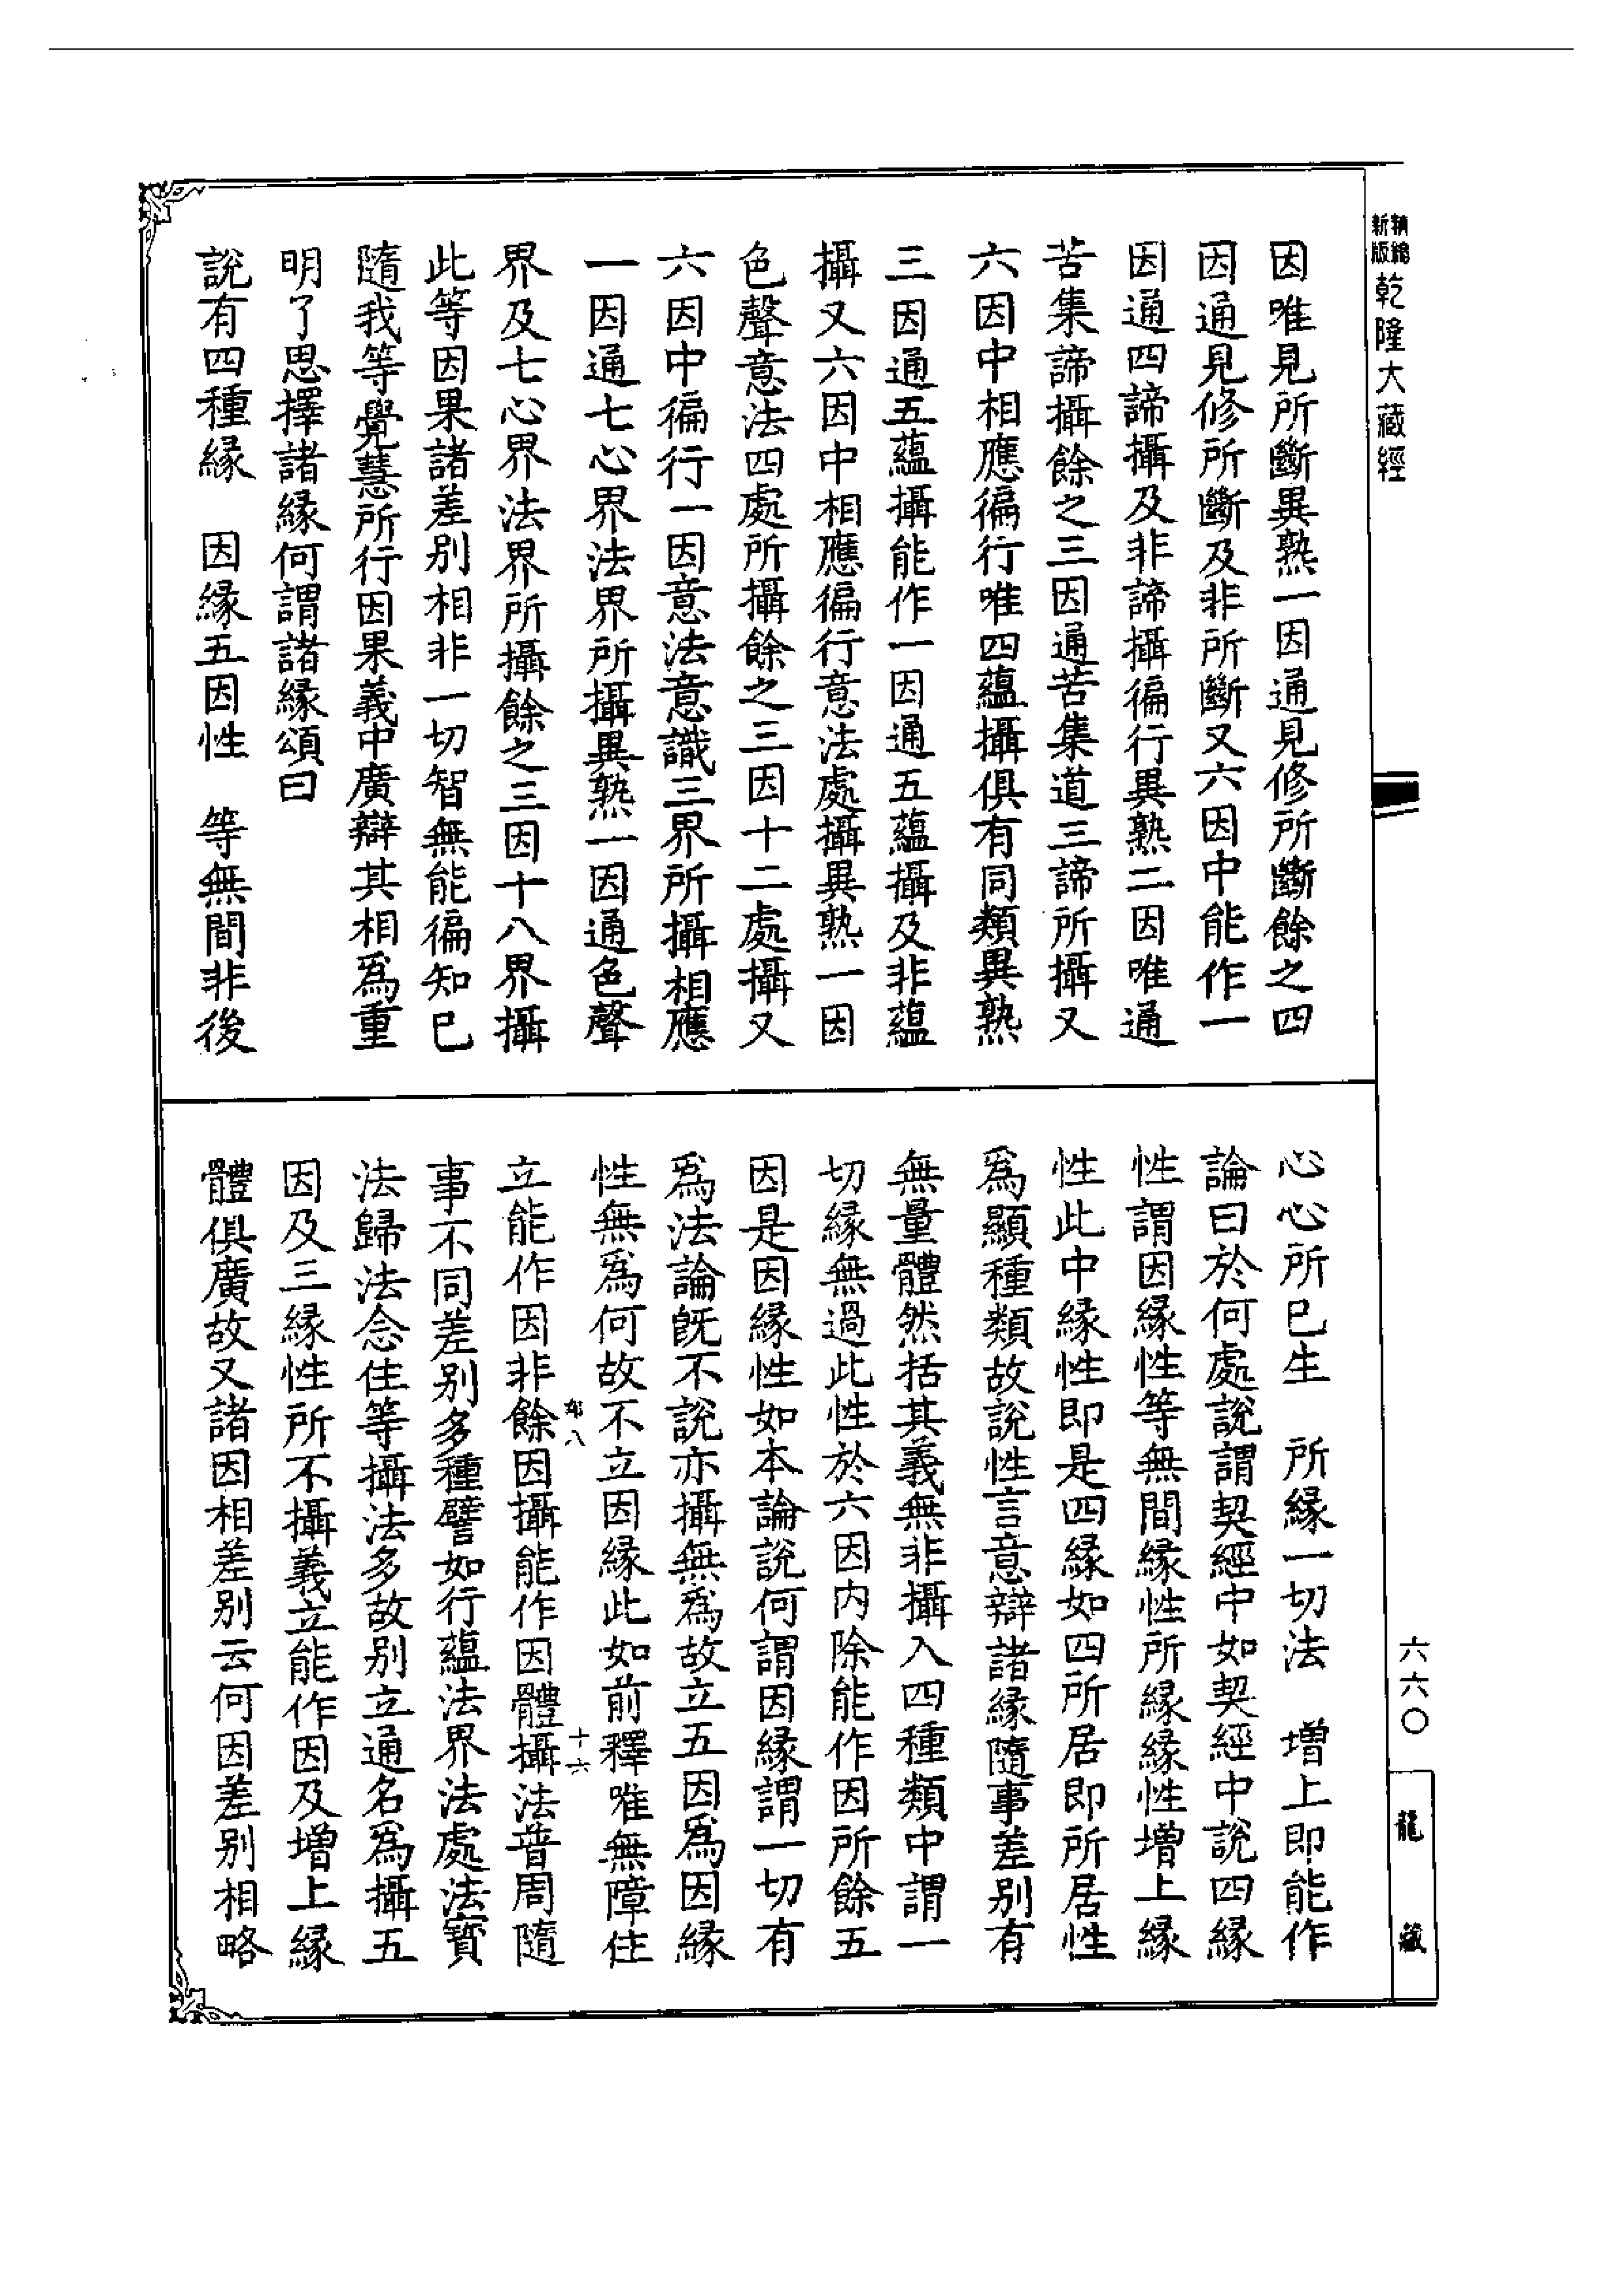 精縮
新版
乾隆大藏經
因唯見所斷異熟一因通見修所斷餘之四
因通見修所斷及非所斷又六因中能作一
因通四諦攝及非諦攝徧行異熟二因唯通
苦集諦攝餘之三因通苦集道三諦所攝又
六因中相應徧行唯四蘊攝俱有同類異熟
三因通五蘊攝能作一因通五蘊攝及非蘊
攝又六因中相應徧行意法處攝異熟一因
色聲意法四處所攝餘之三因十二處攝又
六因中徧行一因意法意識三界所攝相應
一因通七心界法界所攝異熟一因通色聲
界及七心界法界所攝餘之三因十八界攝
此等因果諸差別相非一切智無能徧知已
隨我等覺慧所行因果義中廣辯其相爲重
明了思擇諸緣何謂諸緣頌曰
說有四種緣　因緣五因性　等無間非後
心心所已生　所緣一切法　增上即能作
論曰於何處說謂契經中如契經中說四緣
性謂因緣性等無間緣性所緣緣性增上緣
性此中緣性即是四緣如四所居即所居性
爲顯種類故說性言意辯諸緣隨事差別有
無量體然括其義無非攝入四種類中謂一
切緣無過此性於六因內除能作因所餘五
因是因緣性如本論說何謂因緣謂一切有
爲法論旣不說亦攝無爲故立五因爲因緣
性無爲何故不立因緣此如前釋唯無障住
立能作因非餘因攝能作因體攝法普周隨
事不同差別多種譬如行蘊法界法處法寶
法歸法念住等攝法多故別立通名爲攝五
因及三緣性所不攝義立能作因及增上緣
體俱廣故又諸因相差別云何因差別相略
八
十六
六六〇
龍藏